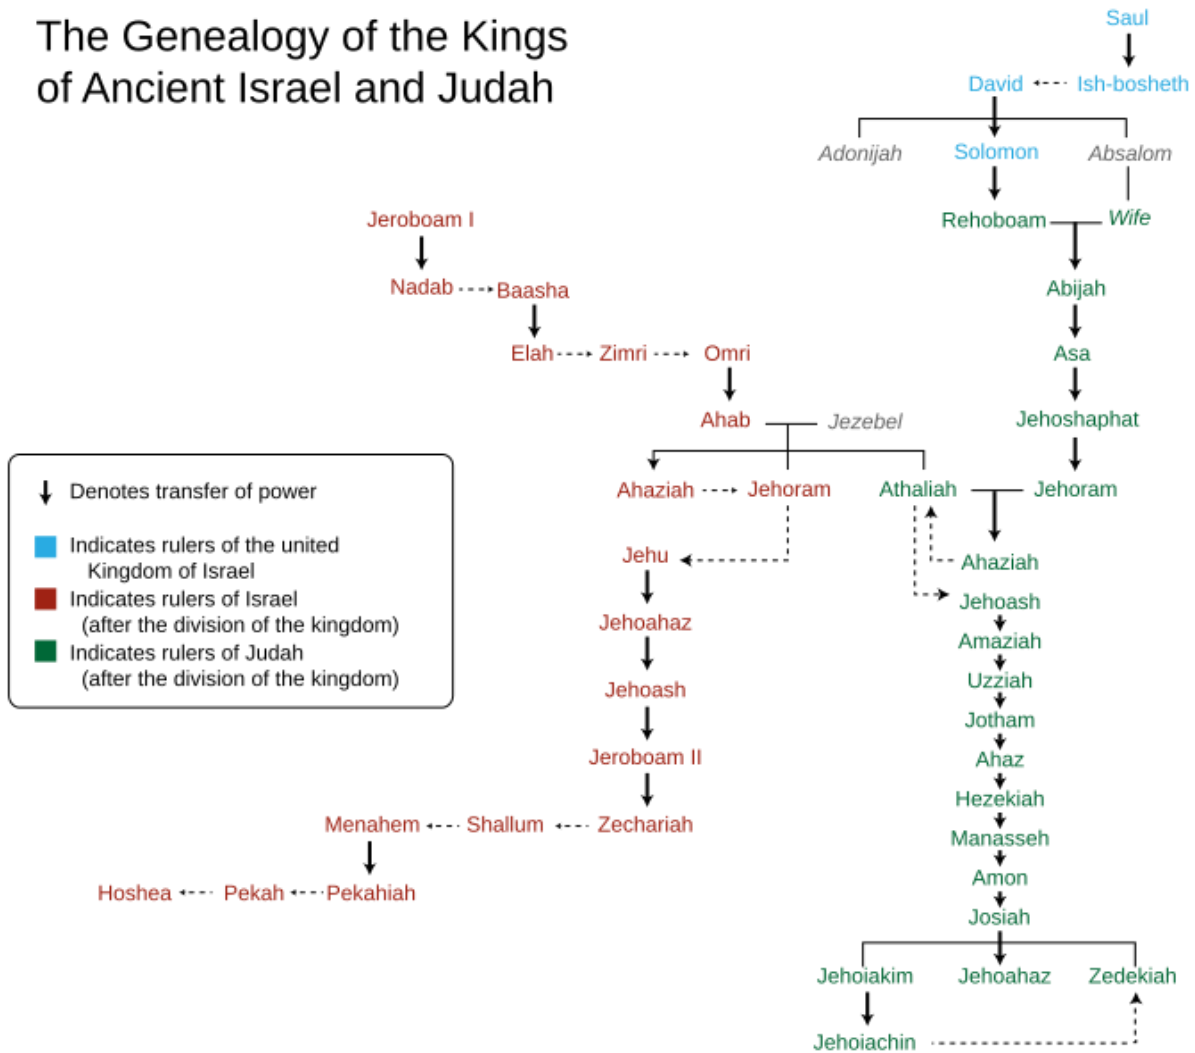 The Genealogy of the Kings
of Ancient Israel and Judah
Saul
David
Ish-bosheth
Adonijah
Solomon
Absalom
Jeroboam I
Rehoboam
Wife
Nadab
Baasha
Abijah
Elah
Zimri
Omri
Asa
Ahab
Jezebel
Jehoshaphat
Ahaziah
Jehoram
Athaliah
Jehoram
Jehu
Ahaziah
Jehoash
Jehoahaz
Amaziah
Uzziah
Jehoash
Jotham
Jeroboam II
Ahaz
Hezekiah
Menahem
Shallum
Zechariah
Manasseh
Amon
Hoshea
Pekah
Pekahiah
Josiah
Jehoiakim
Jehoahaz
Zedekiah
Jehoiachin
Denotes transfer of power
Indicates rulers of the united
Kingdom of Israel
Indicates rulers of Israel
(after the division of the kingdom)
Indicates rulers of Judah
(after the division of the kingdom)